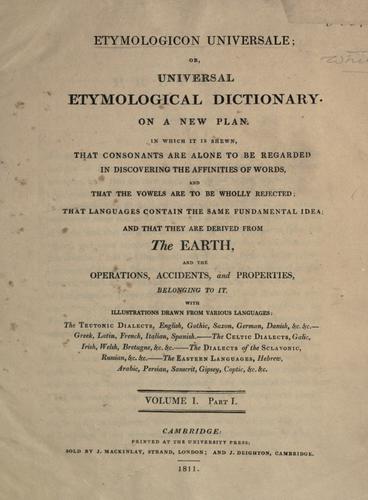 ETYMOLOGICON UNIVERSALE;
OR,
UNIVERSAL
ETYMOLOGICAL DICTIONARY.
ON A NEW PLAN.
IN WHICH IT IS SHEWN,
THAT CONSONANTS ARE ALONE TO BE REGARDED
IN DISCOVERING THE AFFINITIES OF WORDS,
AND
THAT THE VOWELS ARE TO BE WHOLLY REJECTED;
THAT LANGUAGES CONTAIN THE SAME FUNDAMENTAL IDEA;
AND THAT THEY ARE DERIVED FROM
The EARTH,
AND THE
OPERATIONS, ACCIDENTS, and PROPERTIES,
BELONGING TO IT.
WITH
ILLUSTRATIONS DRAWN FROM VARIOUS LANGUAGES:
The TEUTONIC DIALECTS, English, Gothic, Saxon, German, Danish, &c. &c.—
Greek, Latin, French, Italian, Spanish.——The CELTIC DIALECTS, Galic,
Irish, Welsh, Bretagne, &c. &c.——The DIALECTS of the SCLAVONIC,
Russian, &c. &c.——The EASTERN LANGUAGES, Hebrew,
Arabic, Persian, Sanscrit, Gipsey, Coptic, &c. &c.
VOLUME I. PART I.
CAMBRIDGE:
PRINTED AT THE UNIVERSITY PRESS;
SOLD BY J. MACKINLAY, STRAND, LONDON; AND J. DEIGHTON, CAMBRIDGE.
1811.